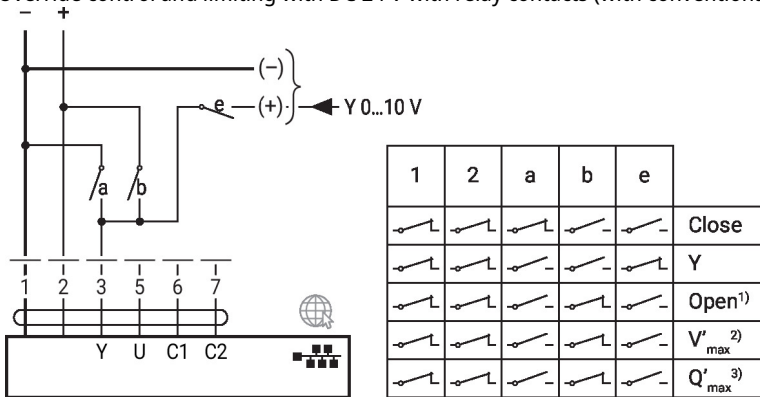 override control and limiting with DC 24 V with relay contacts (with conventional
– +
(–)
e (+) Y 0...10 V
a b
1 2 3 5 6 7
Y U C1 C2
1 2 a b e
Close
Y
Open¹⁾
V'max ²⁾
Q'max ³⁾